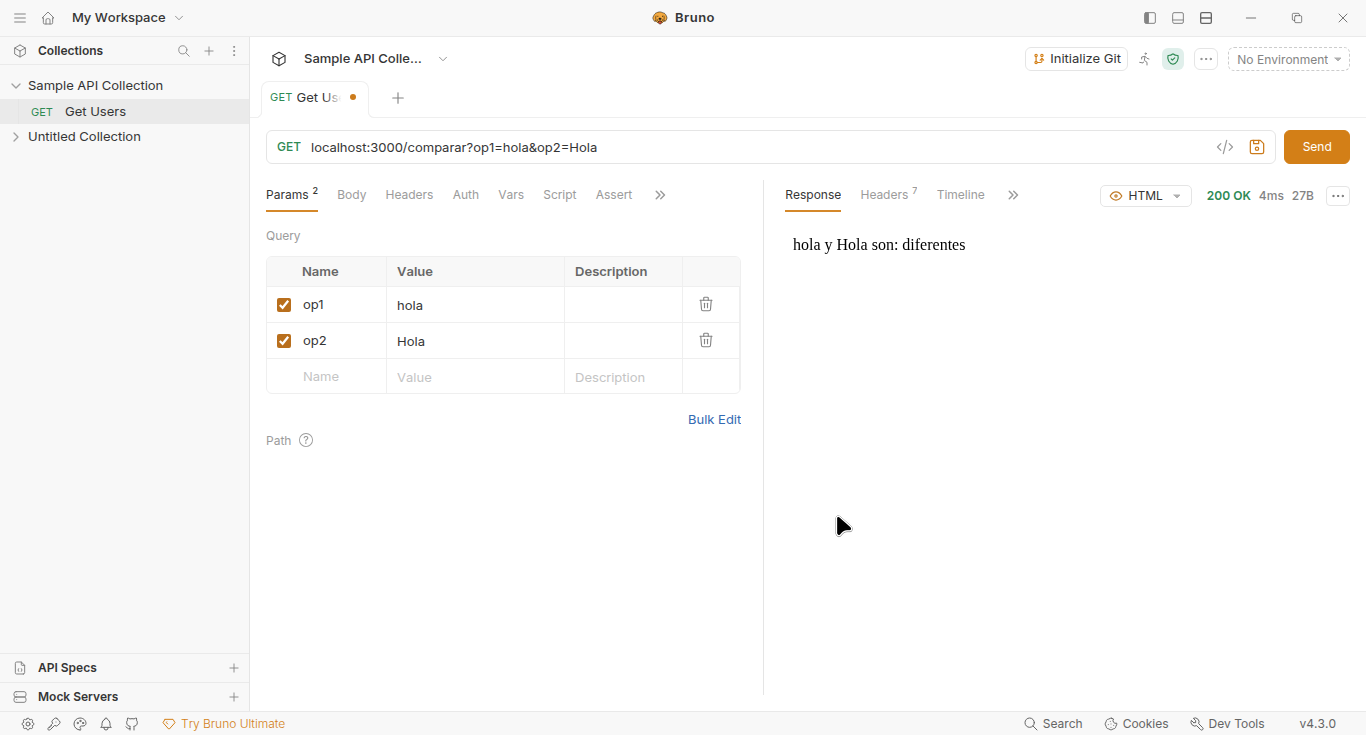 My Workspace
Bruno
Collections
Sample API Collection
GET Get Users
Untitled Collection
API Specs
Mock Servers
Sample API Colle...
Initialize Git
No Environment
GET Get Us
GET localhost:3000/comparar?op1=hola&op2=Hola
Send
Params 2 Body Headers Auth Vars Script Assert
Query
Name Value Description
op1 hola
op2 Hola
Name Value Description
Bulk Edit
Path ?
Response Headers 7 Timeline
HTML 200 OK 4ms 27B
hola y Hola son: diferentes
Try Bruno Ultimate
Search Cookies Dev Tools v4.3.0